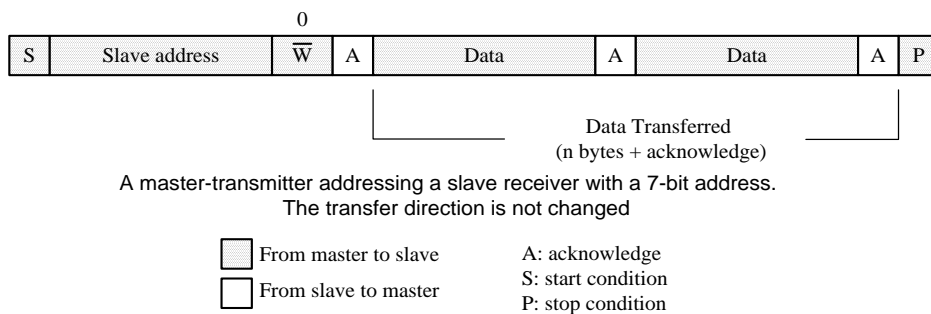 0
S Slave address W̅ A Data A Data A P
Data Transferred
(n bytes + acknowledge)
A master-transmitter addressing a slave receiver with a 7-bit address.
The transfer direction is not changed
From master to slave
From slave to master
A: acknowledge
S: start condition
P: stop condition